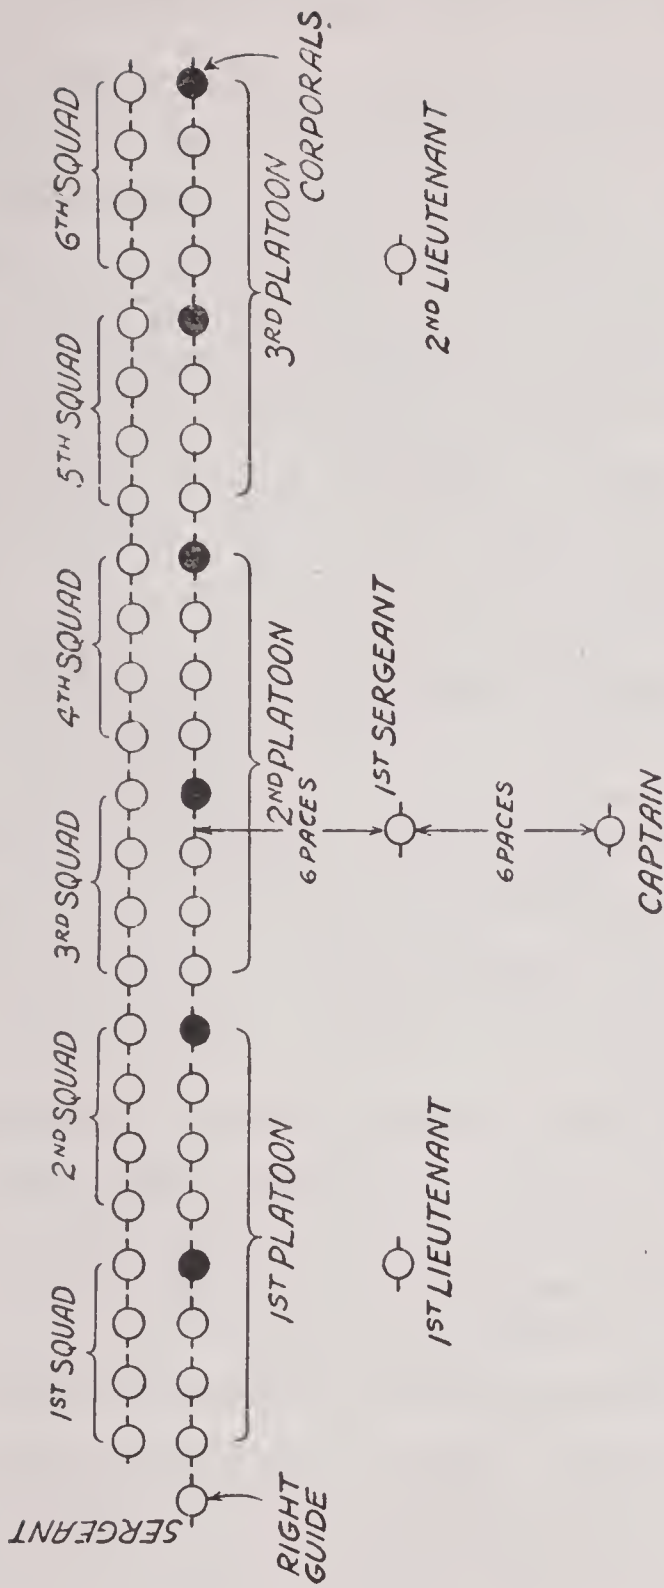 1ST SQUAD
2ND SQUAD
3RD SQUAD
4TH SQUAD
5TH SQUAD
6TH SQUAD
SERGEANT
RIGHT
GUIDE
1ST PLATOON
2ND PLATOON
3RD PLATOON
CORPORALS
6 PACES
1ST LIEUTENANT
1ST SERGEANT
2ND LIEUTENANT
6 PACES
CAPTAIN